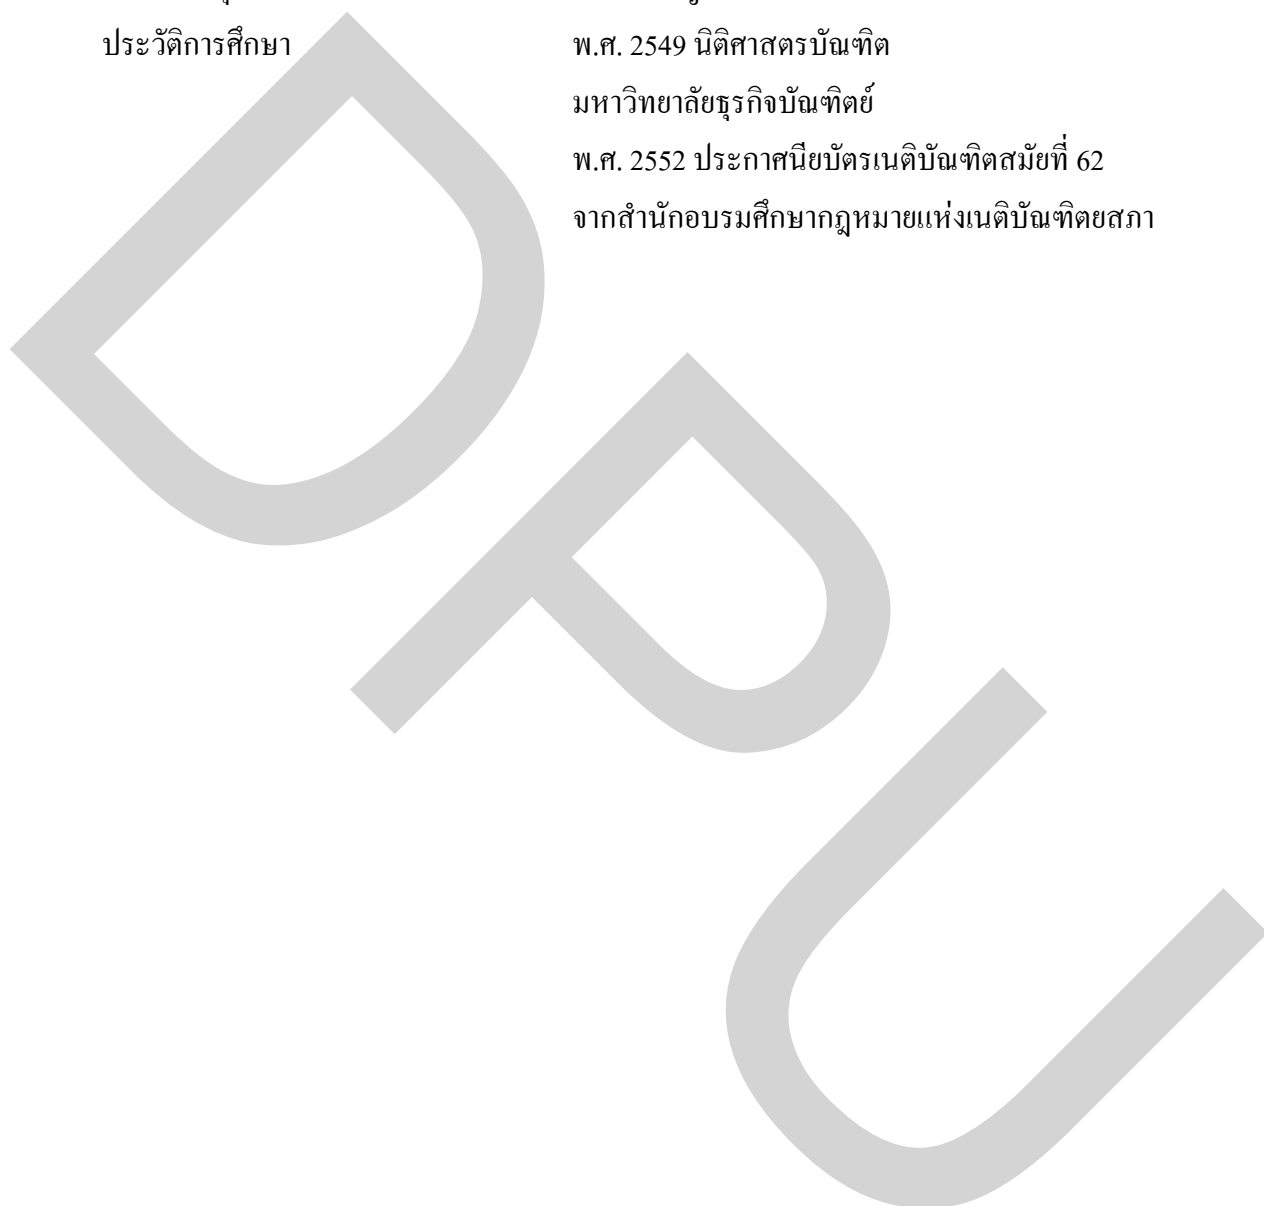 ประวัติการศึกษา พ.ศ. 2549 นิติศาสตรบัณฑิต
มหาวิทยาลัยธุรกิจบัณฑิตย์
พ.ศ. 2552 ประกาศนียบัตรเนติบัณฑิตสมัยที่ 62
จากสำนักอบรมศึกษากฎหมายแห่งเนติบัณฑิตยสภา
DPU